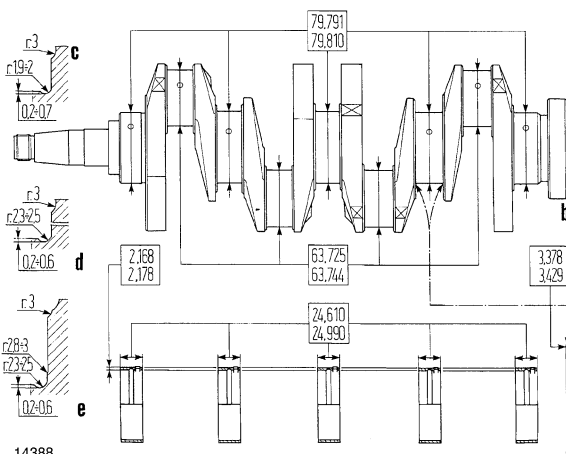 79,791
79,810
r.3
c
r.1,9÷2
0,2÷0,7
r.3
r.2,3÷2,5
0,2÷0,6
d
b
2,168
2,178
63,725
63,744
3,378
3,429
r.3
24,610
24,990
r.2,8÷3
r.2,3÷2,5
0,2÷0,6
e
14388